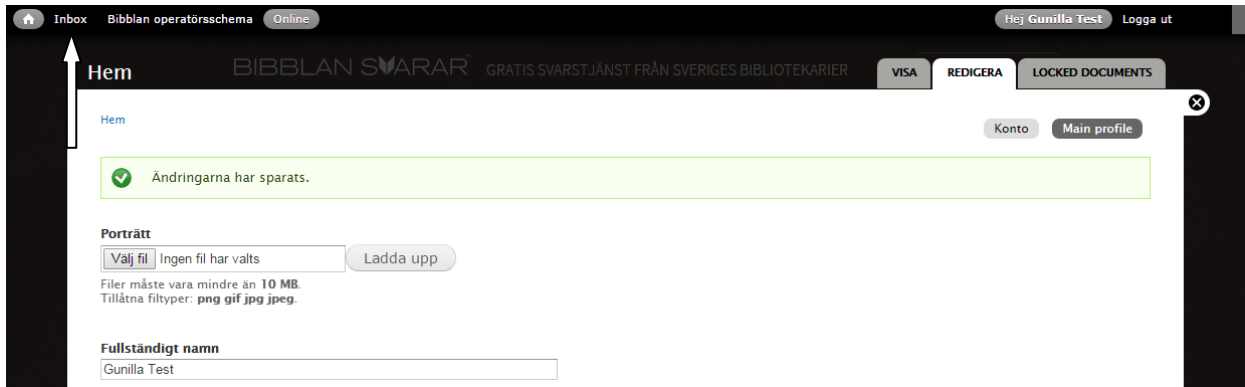 Inbox Bibblan operatörsschema Online Hej Gunilla Test Logga ut
Hem BIBBLAN SVARAR GRATIS SVARSTJÄNST FRÅN SVERIGES BIBLIOTEKARIER VISA REDIGERA LOCKED DOCUMENTS
Hem
Konto Main profile
Ändringarna har sparats.
Porträtt
Välj fil Ingen fil har valts Ladda upp
Filer måste vara mindre än 10 MB.
Tillåtna filtyper: png gif jpg jpeg.
Fullständigt namn
Gunilla Test